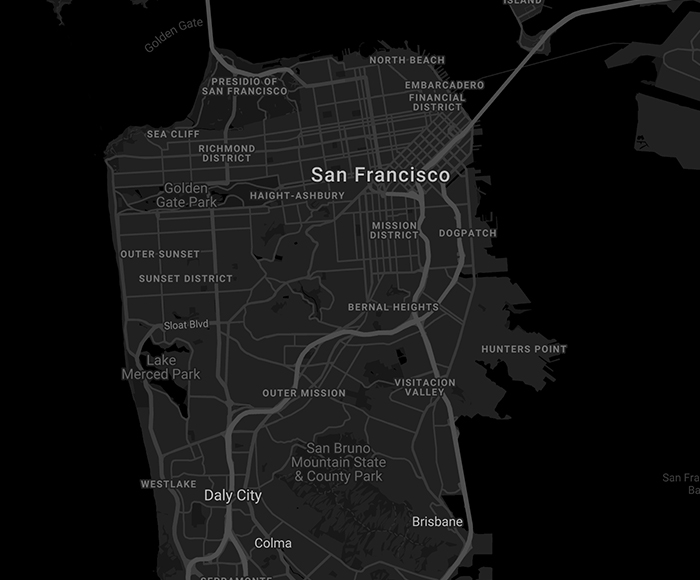 ISLAND
Golden Gate
NORTH BEACH
PRESIDIO OF
SAN FRANCISCO
EMBARCADERO
FINANCIAL
DISTRICT
SEA CLIFF
RICHMOND
DISTRICT
San Francisco
Golden
Gate Park
HAIGHT-ASHBURY
MISSION
DISTRICT
DOGPATCH
OUTER SUNSET
SUNSET DISTRICT
BERNAL HEIGHTS
Sloat Blvd
HUNTERS POINT
Lake
Merced Park
VISITACION
VALLEY
OUTER MISSION
San Bruno
Mountain State
& County Park
San Fra
Ba
WESTLAKE
Daly City
Brisbane
Colma
SERRAMONTE